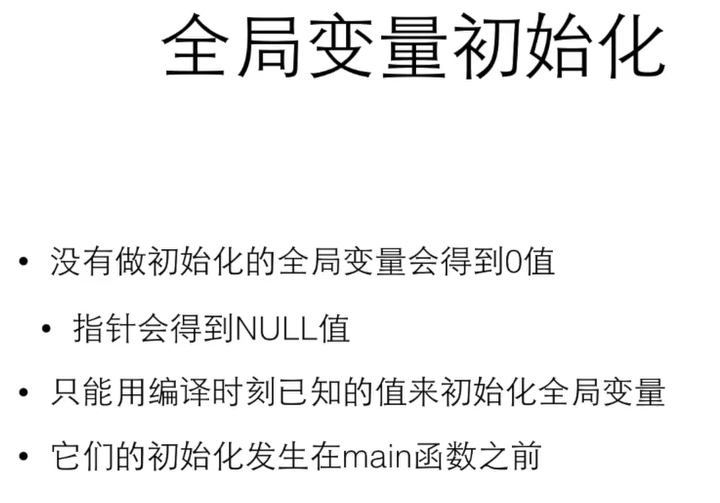 全局变量初始化
• 没有做初始化的全局变量会得到0值
• 指针会得到NULL值
• 只能用编译时刻已知的值来初始化全局变量
• 它们的初始化发生在main函数之前